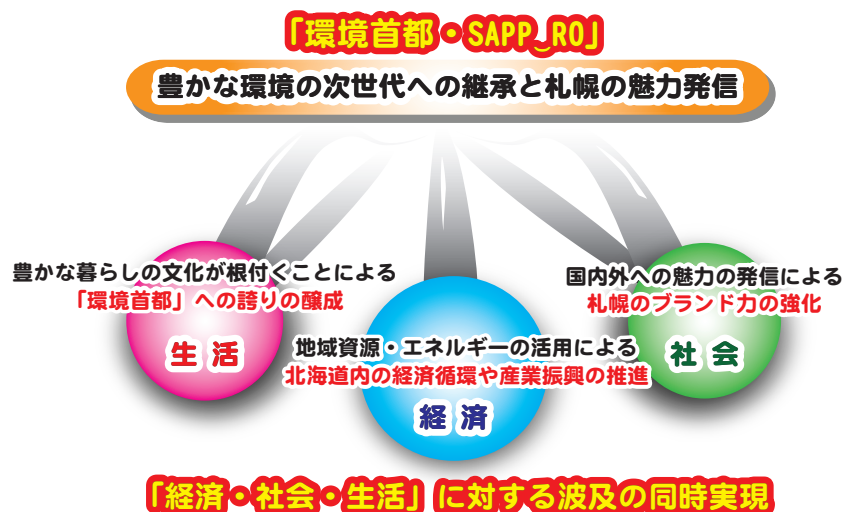 「環境首都・SAPP‿RO」
豊かな環境の次世代への継承と札幌の魅力発信
豊かな暮らしの文化が根付くことによる
「環境首都」への誇りの醸成
生 活
地域資源・エネルギーの活用による
北海道内の経済循環や産業振興の推進
経 済
国内外への魅力の発信による
札幌のブランド力の強化
社 会
「経済・社会・生活」に対する波及の同時実現